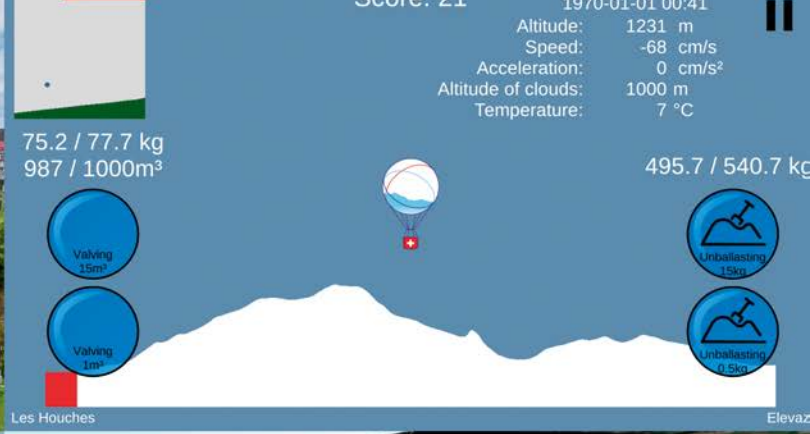 Score: 21
1970-01-01 00:41
Altitude: 1231 m
Speed: -68 cm/s
Acceleration: 0 cm/s²
Altitude of clouds: 1000 m
Temperature: 7 °C
75.2 / 77.7 kg
987 / 1000m³
495.7 / 540.7 kg
Valving
15m³
Unballasting
15kg
Valving
1m³
Unballasting
0.5kg
Les Houches
Elevaz